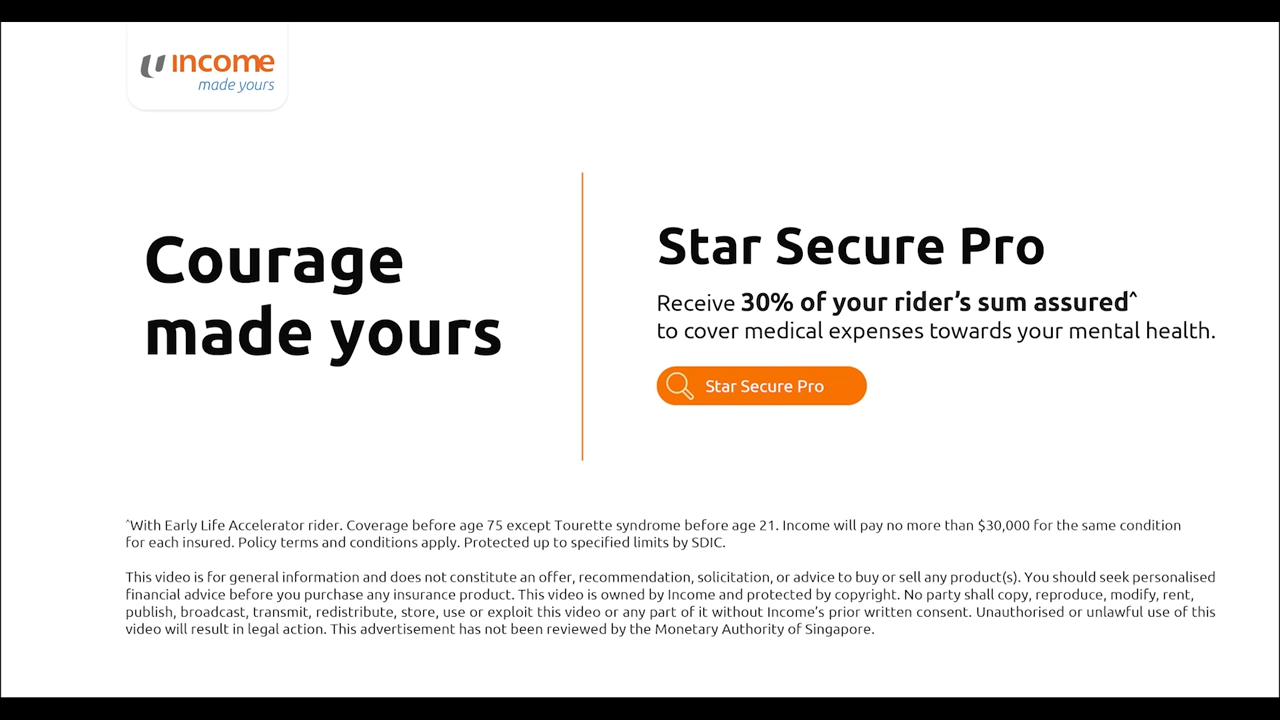 income
made yours
Courage
made yours
Star Secure Pro
Receive 30% of your rider's sum assured^
to cover medical expenses towards your mental health.
Star Secure Pro
^With Early Life Accelerator rider. Coverage before age 75 except Tourette syndrome before age 21. Income will pay no more than $30,000 for the same condition
for each insured. Policy terms and conditions apply. Protected up to specified limits by SDIC.
This video is for general information and does not constitute an offer, recommendation, solicitation, or advice to buy or sell any product(s). You should seek personalised
financial advice before you purchase any insurance product. This video is owned by Income and protected by copyright. No party shall copy, reproduce, modify, rent,
publish, broadcast, transmit, redistribute, store, use or exploit this video or any part of it without Income's prior written consent. Unauthorised or unlawful use of this
video will result in legal action. This advertisement has not been reviewed by the Monetary Authority of Singapore.